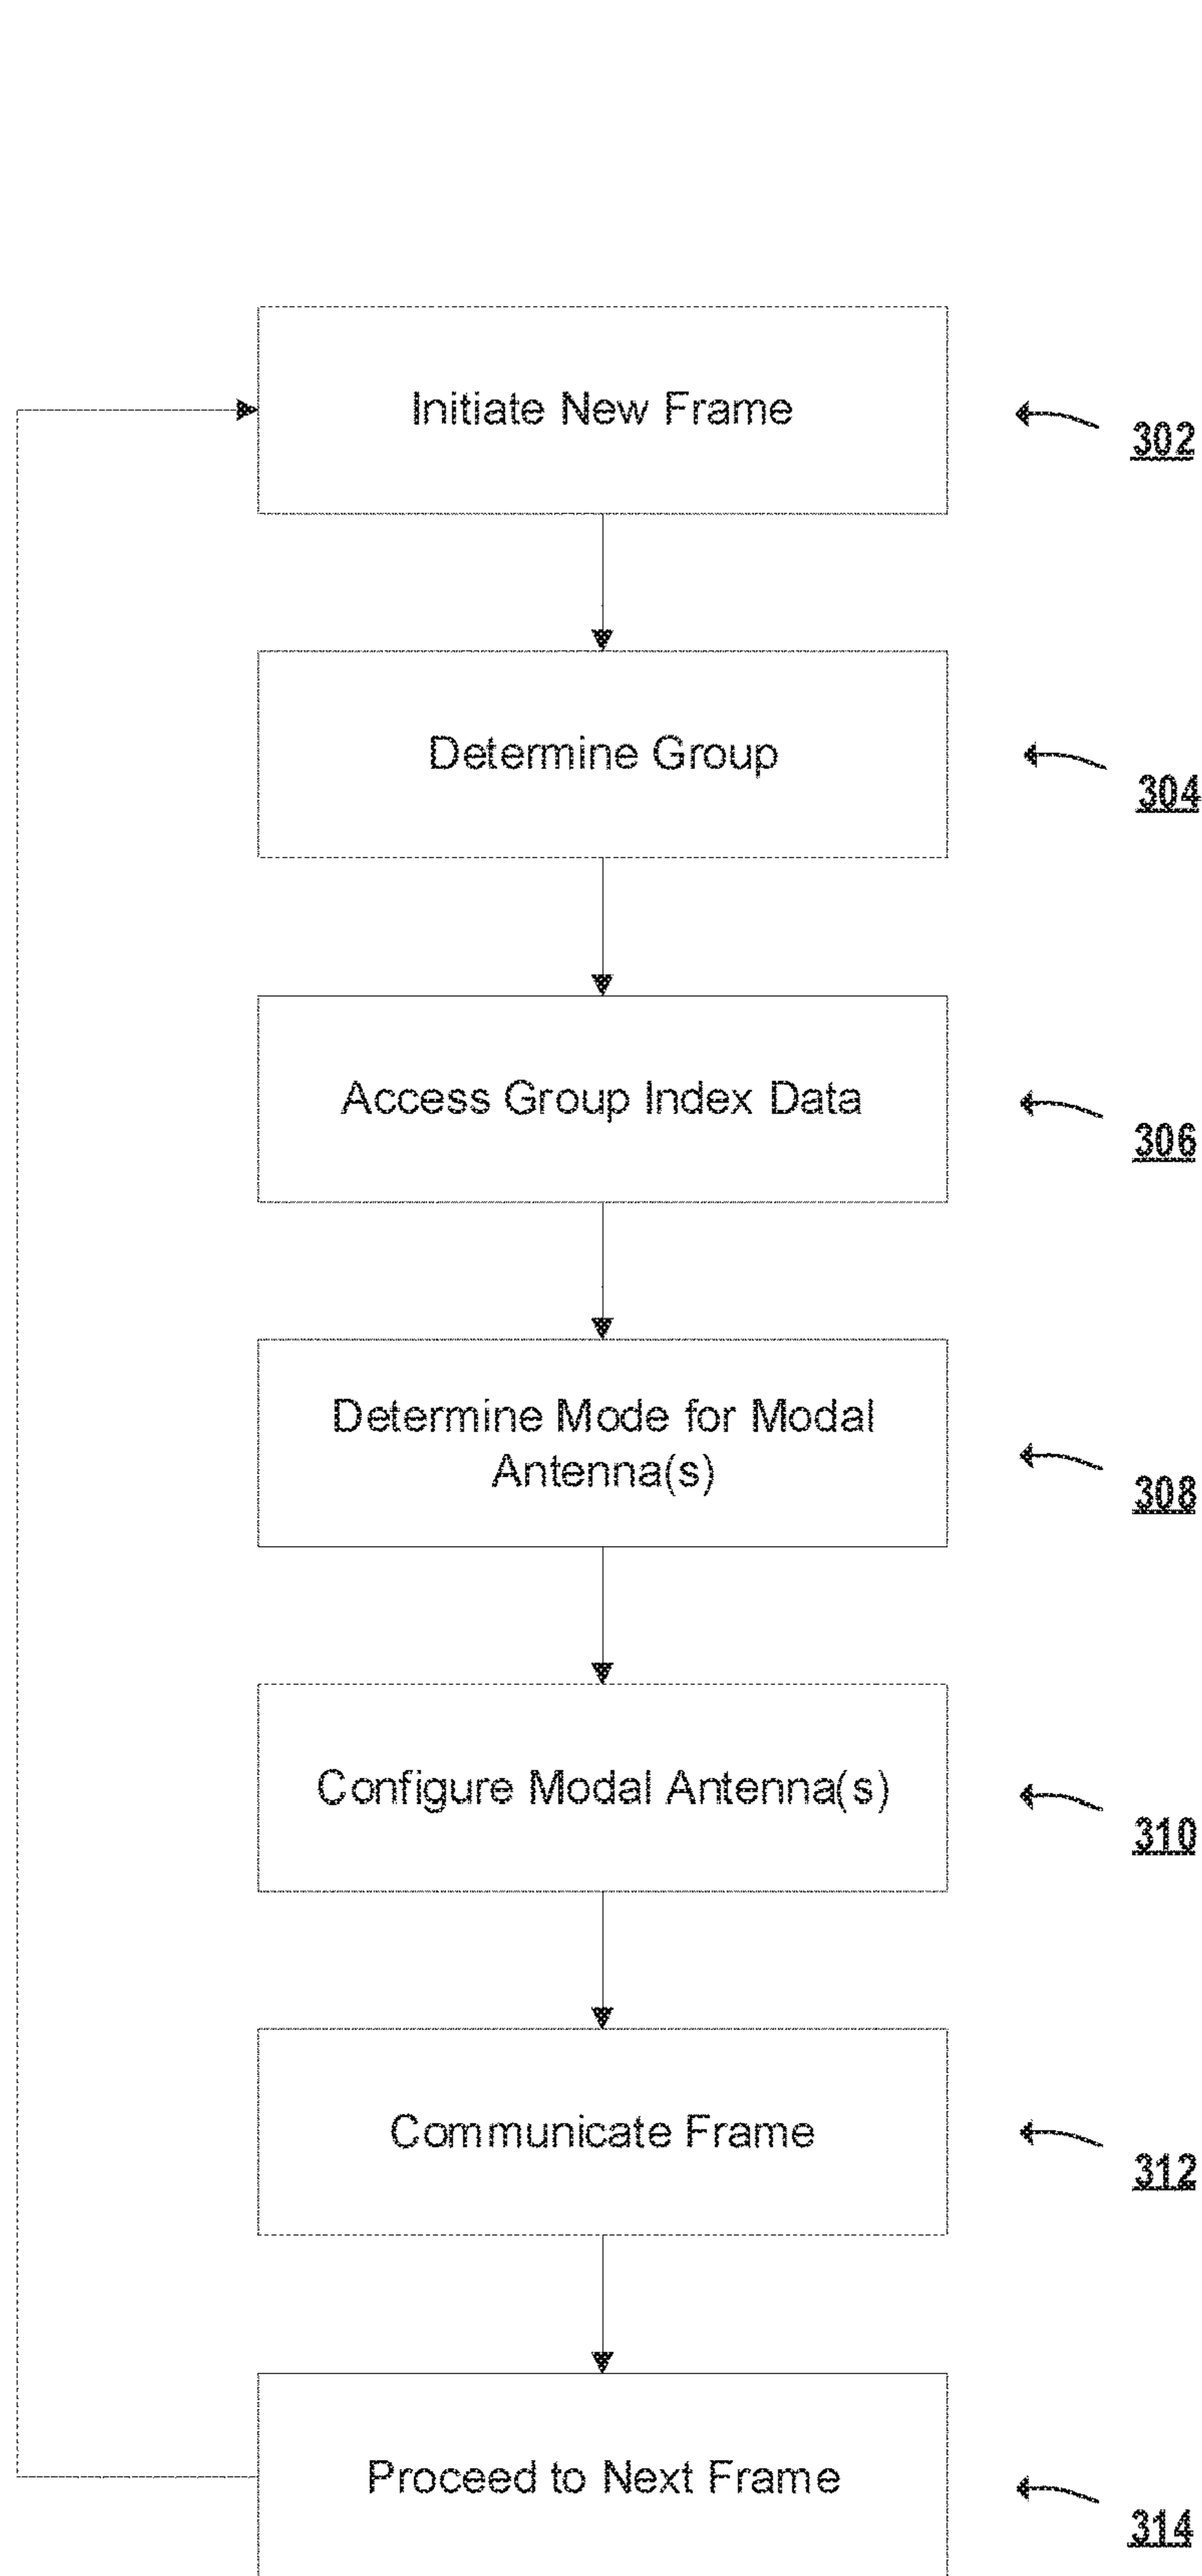 Initiate New Frame
302
Determine Group
304
Access Group Index Data
306
Determine Mode for Modal
Antenna(s)
308
Configure Modal Antenna(s)
310
Communicate Frame
312
Proceed to Next Frame
314